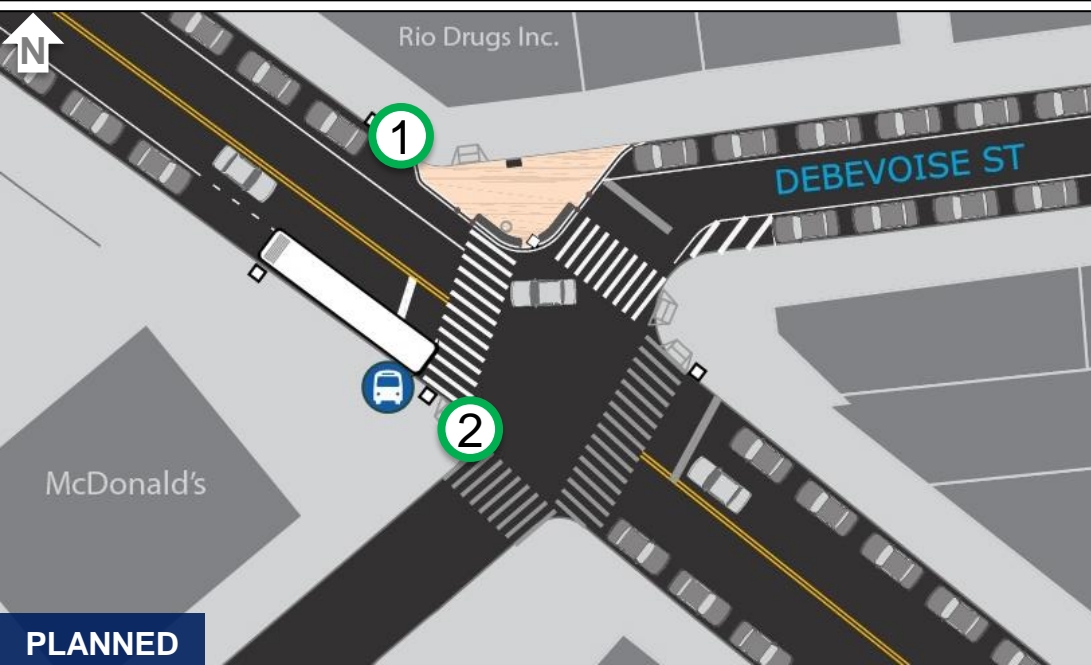 Rio Drugs Inc.
N
1
DEBEVOISE ST
2
McDonald's
PLANNED